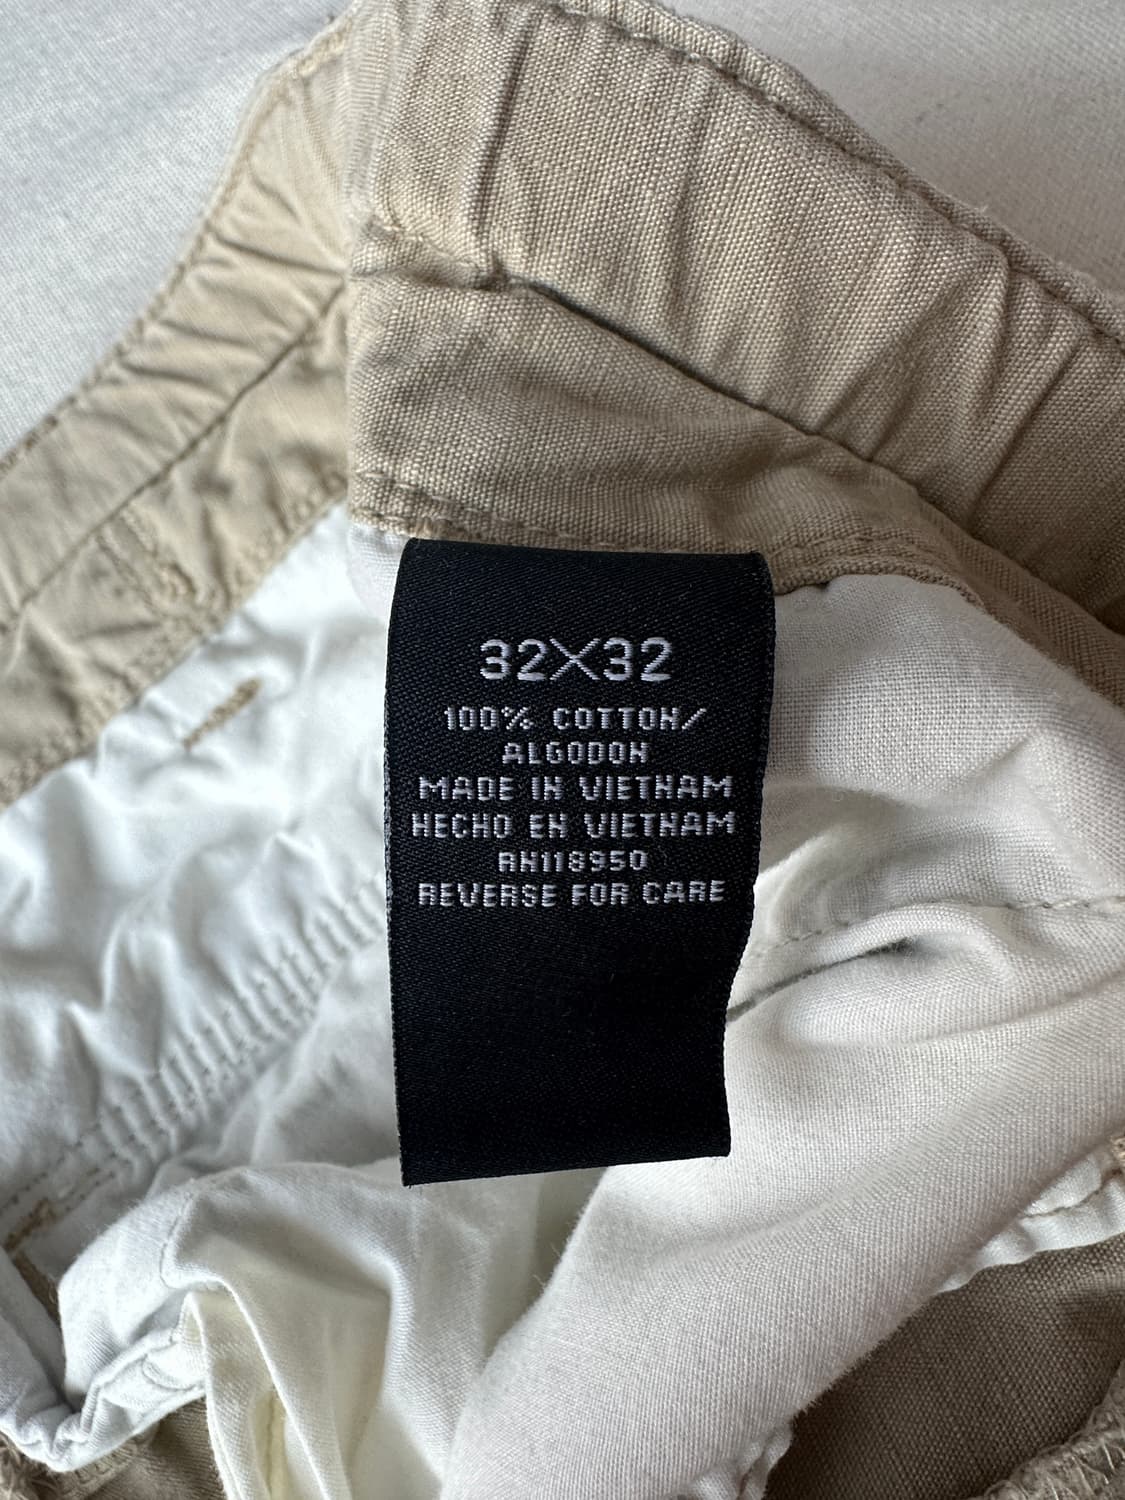 32X32
100% COTTON/
ALGODON
MADE IN VIETNAM
HECHO EN VIETNAM
RN118950
REVERSE FOR CARE